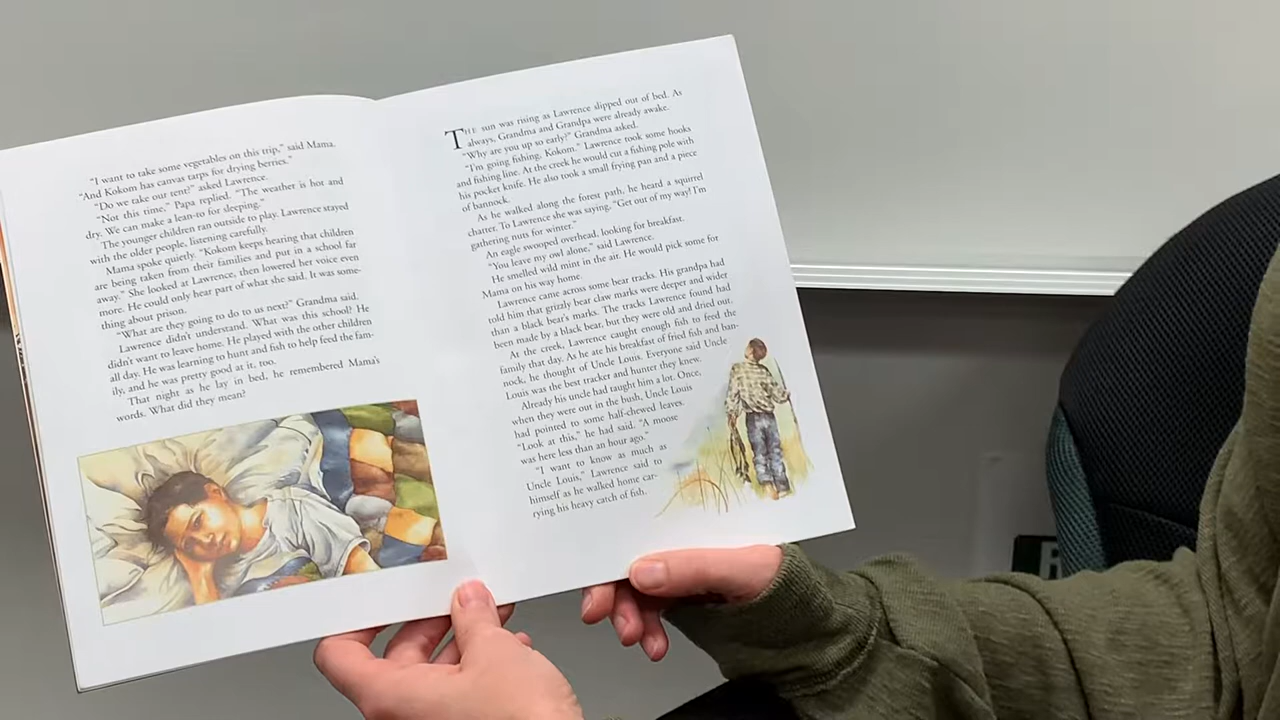 "I want to take some vegetables on this trip," said Mama.
"And Kokom has canvas tarps for drying berries."
"Do we take our tent?" asked Lawrence.
"Not this time," Papa replied. "The weather is hot and
dry. We can make a lean-to for sleeping."
The younger children ran outside to play. Lawrence stayed
with the older people, listening carefully.
Mama spoke quietly. "Kokom keeps hearing that children
are being taken from their families and put in a school far
away." She looked at Lawrence, then lowered her voice even
more. He could only hear part of what she said. It was some-
thing about prison.
"What are they going to do to us next?" Grandma said.
Lawrence didn't understand. What was this school? He
didn't want to leave home. He played with the other children
all day. He was learning to hunt and fish to help feed the fam-
ily, and he was pretty good at it, too.
That night as he lay in bed, he remembered Mama's
words. What did they mean?
THE sun was rising as Lawrence slipped out of bed. As
always, Grandma and Grandpa were already awake.
"Why are you up so early?" Grandma asked.
"I'm going fishing, Kokom." Lawrence took some hooks
and fishing line. At the creek he would cut a fishing pole with
his pocket knife. He also took a small frying pan and a piece
of bannock.
As he walked along the forest path, he heard a squirrel
chatter. To Lawrence she was saying, "Get out of my way! I'm
gathering nuts for winter."
An eagle swooped overhead, looking for breakfast.
"You leave my owl alone," said Lawrence.
He smelled wild mint in the air. He would pick some for
Mama on his way home.
Lawrence came across some bear tracks. His grandpa had
told him that grizzly bear claw marks were deeper and wider
than a black bear's marks. The tracks Lawrence found had
been made by a black bear, but they were old and dried out.
At the creek, Lawrence caught enough fish to feed the
family that day. As he ate his breakfast of fried fish and ban-
nock, he thought of Uncle Louis. Everyone said Uncle
Louis was the best tracker and hunter they knew.
Already his uncle had taught him a lot. Once,
when they were out in the bush, Uncle Louis
had pointed to some half-chewed leaves.
"Look at this," he had said. "A moose
was here less than an hour ago."
"I want to know as much as
Uncle Louis," Lawrence said to
himself as he walked home car-
rying his heavy catch of fish.